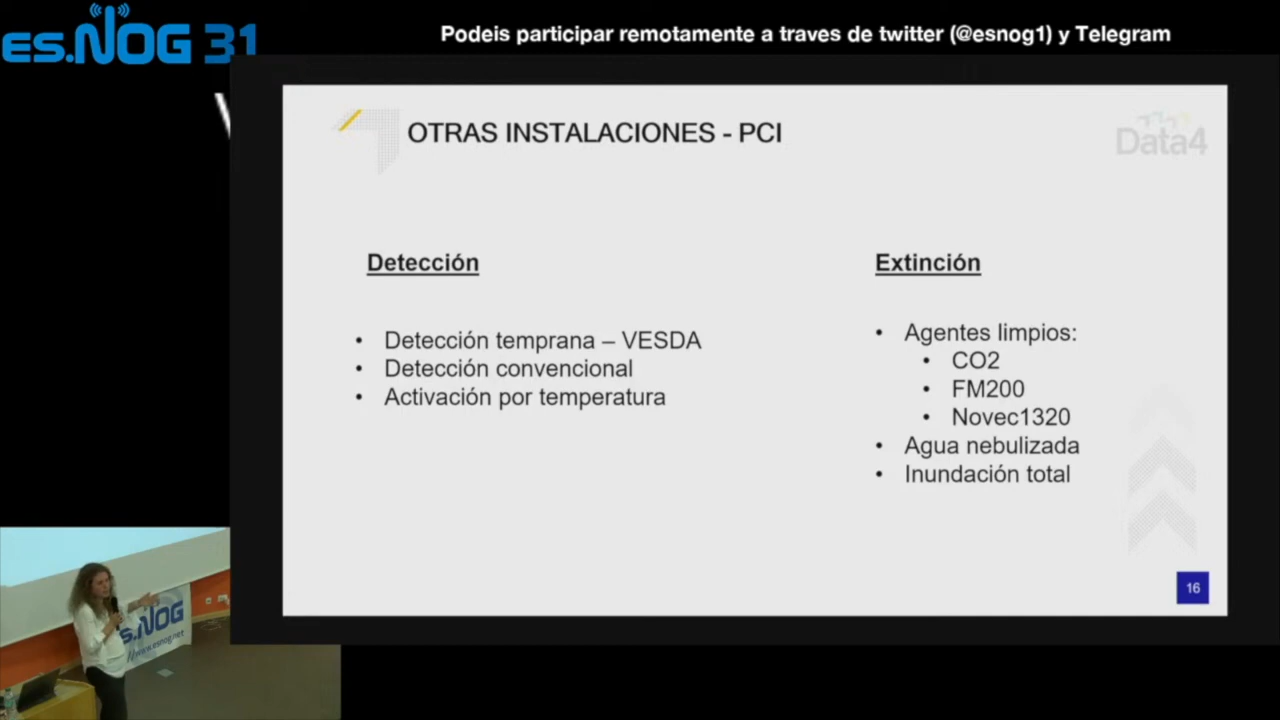 es.NOG 31
Podeis participar remotamente a traves de twitter (@esnog1) y Telegram
OTRAS INSTALACIONES - PCI
Data4
Detección
• Detección temprana – VESDA
• Detección convencional
• Activación por temperatura
Extinción
• Agentes limpios:
• CO2
• FM200
• Novec1320
• Agua nebulizada
• Inundación total
16
s.NOG
//www.esnog.net